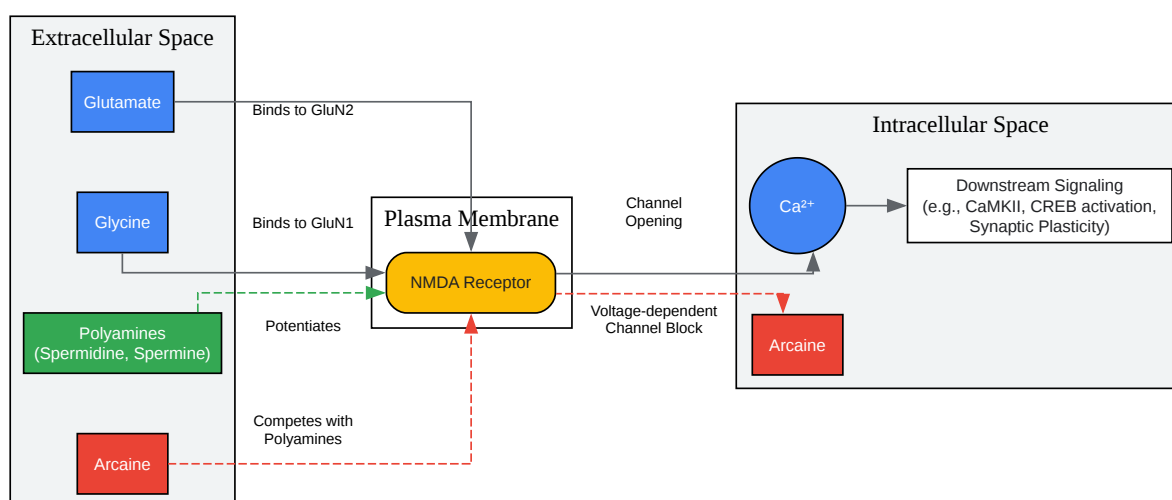 Extracellular Space
Glutamate
Binds to GluN2
Glycine
Binds to GluN1
Polyamines
(Spermidine, Spermine)
Potentiates
Arcaine
Competes with
Polyamines
Plasma Membrane
NMDA Receptor
Channel
Opening
Voltage-dependent
Channel Block
Intracellular Space
Ca²⁺
Downstream Signaling
(e.g., CaMKII, CREB activation,
Synaptic Plasticity)
Arcaine